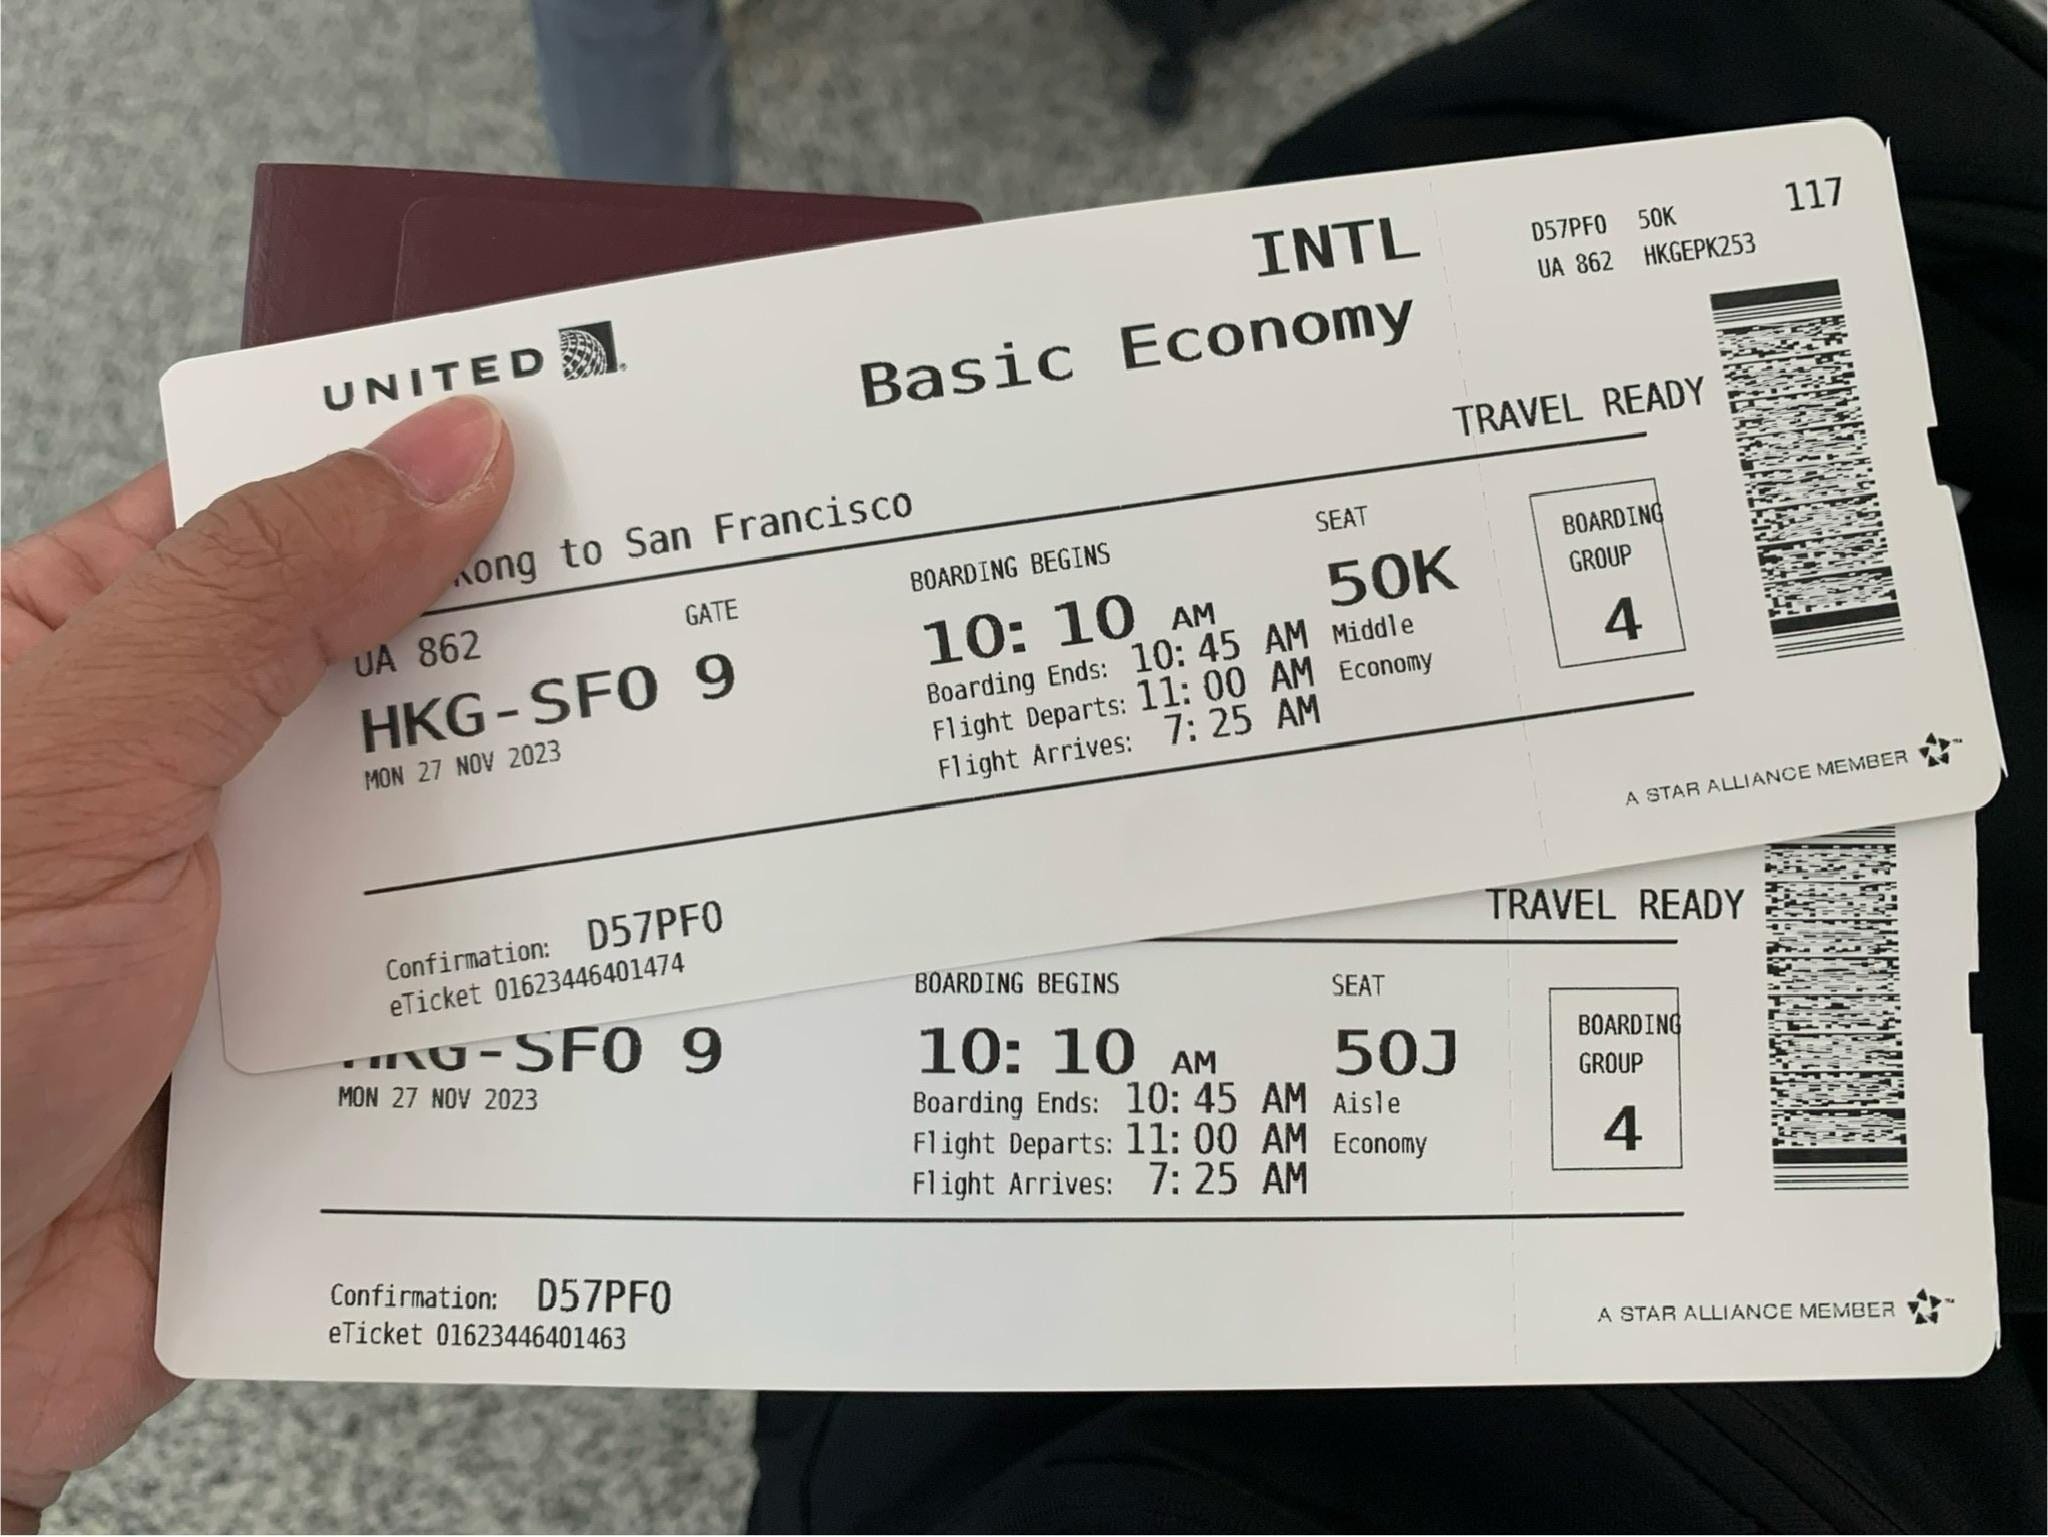 UNITED
INTL
Basic Economy
D57PF0 50K
UA 862 HKGEPK253
117
TRAVEL READY
to San Francisco
UA 862
GATE
HKG-SFO 9
MON 27 NOV 2023
BOARDING BEGINS
10: 10 AM
Boarding Ends: 10: 45 AM
Flight Departs: 11: 00 AM
Flight Arrives: 7: 25 AM
SEAT
50K
Middle
Economy
BOARDING
GROUP
4
A STAR ALLIANCE MEMBER
Confirmation: D57PF0
eTicket 01623446401474
TRAVEL READY
HKG-SFO 9
MON 27 NOV 2023
BOARDING BEGINS
10: 10 AM
Boarding Ends: 10: 45 AM
Flight Departs: 11: 00 AM
Flight Arrives: 7: 25 AM
SEAT
50J
Aisle
Economy
BOARDING
GROUP
4
Confirmation: D57PF0
eTicket 01623446401463
A STAR ALLIANCE MEMBER